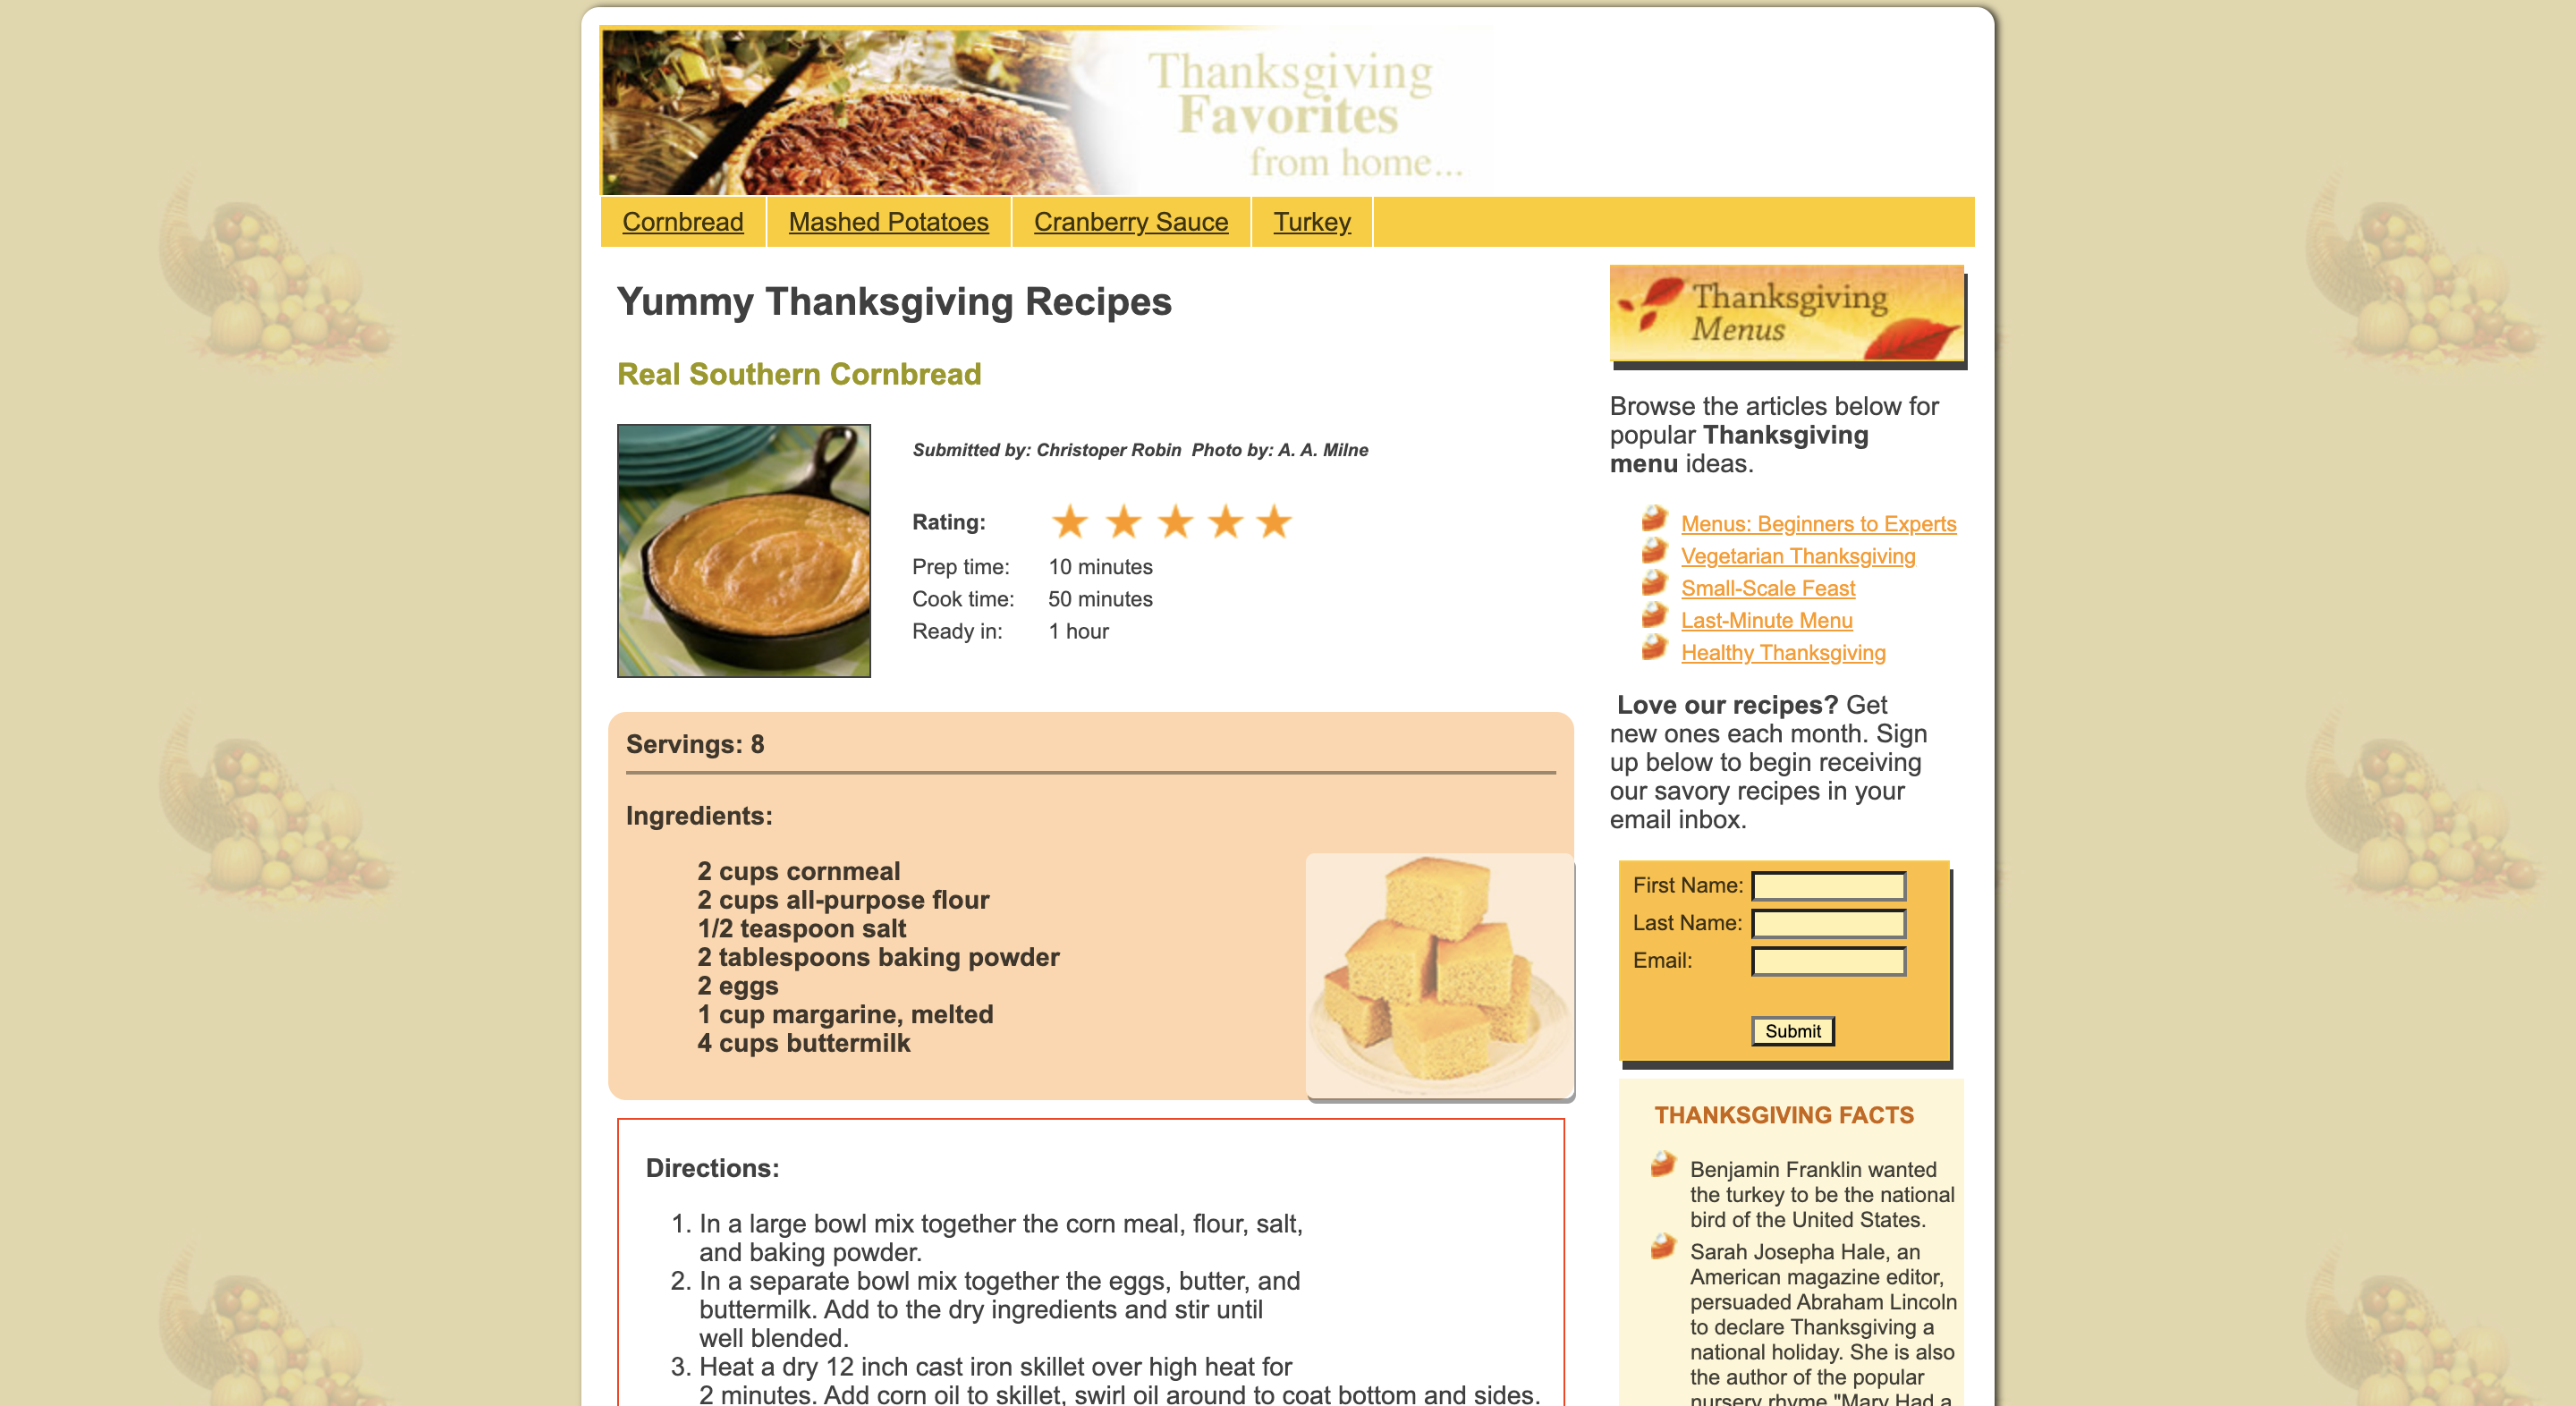 Thanksgiving
Favorites
from home...
Cornbread Mashed Potatoes Cranberry Sauce Turkey
Yummy Thanksgiving Recipes
Real Southern Cornbread
Submitted by: Christoper Robin  Photo by: A. A. Milne
Rating:
Prep time: 10 minutes
Cook time: 50 minutes
Ready in: 1 hour
Servings: 8
Ingredients:
2 cups cornmeal
2 cups all-purpose flour
1/2 teaspoon salt
2 tablespoons baking powder
2 eggs
1 cup margarine, melted
4 cups buttermilk
Directions:
1. In a large bowl mix together the corn meal, flour, salt,
and baking powder.
2. In a separate bowl mix together the eggs, butter, and
buttermilk. Add to the dry ingredients and stir until
well blended.
3. Heat a dry 12 inch cast iron skillet over high heat for
2 minutes. Add corn oil to skillet, swirl oil around to coat bottom and sides.
Thanksgiving
Menus
Browse the articles below for
popular Thanksgiving
menu ideas.
Menus: Beginners to Experts
Vegetarian Thanksgiving
Small-Scale Feast
Last-Minute Menu
Healthy Thanksgiving
Love our recipes? Get
new ones each month. Sign
up below to begin receiving
our savory recipes in your
email inbox.
First Name:
Last Name:
Email:
Submit
THANKSGIVING FACTS
Benjamin Franklin wanted
the turkey to be the national
bird of the United States.
Sarah Josepha Hale, an
American magazine editor,
persuaded Abraham Lincoln
to declare Thanksgiving a
national holiday. She is also
the author of the popular
nursery rhyme "Mary Had a